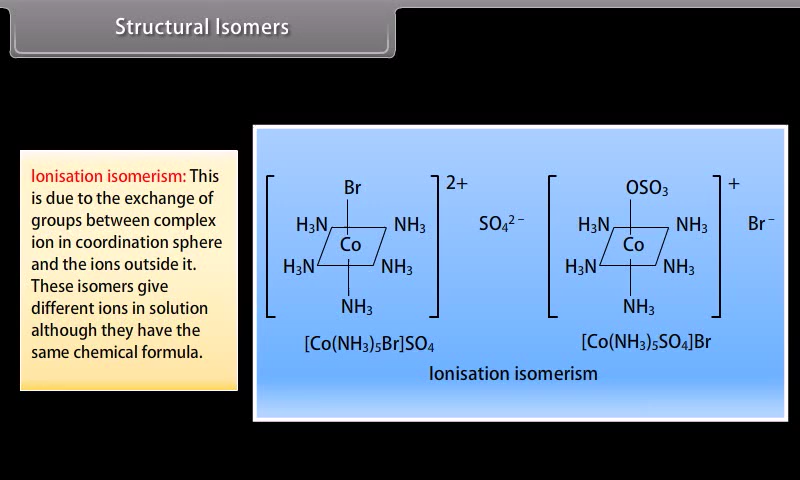 Structural Isomers
Ionisation isomerism: This
is due to the exchange of
groups between complex
ion in coordination sphere
and the ions outside it.
These isomers give
different ions in solution
although they have the
same chemical formula.
Br
2+
H₃N
NH₃
SO₄²⁻
Co
H₃N
NH₃
NH₃
[Co(NH₃)₅Br]SO₄
OSO₃
+
H₃N
NH₃
Br⁻
Co
H₃N
NH₃
NH₃
[Co(NH₃)₅SO₄]Br
Ionisation isomerism